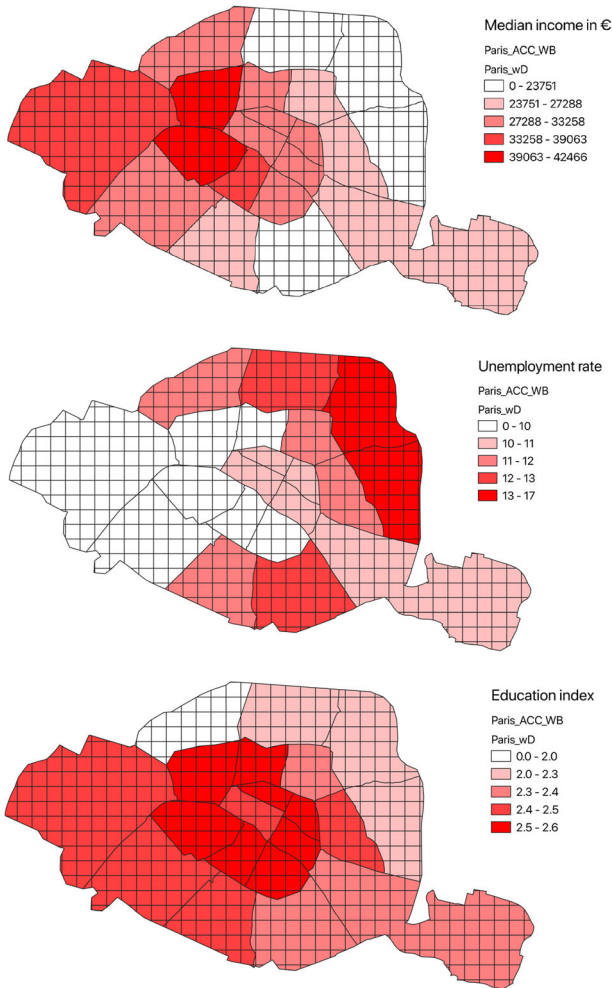 Median income in €
Paris_ACC_WB
Paris_wD
0 - 23751
23751 - 27288
27288 - 33258
33258 - 39063
39063 - 42466
Unemployment rate
Paris_ACC_WB
Paris_wD
0 - 10
10 - 11
11 - 12
12 - 13
13 - 17
Education index
Paris_ACC_WB
Paris_wD
0.0 - 2.0
2.0 - 2.3
2.3 - 2.4
2.4 - 2.5
2.5 - 2.6